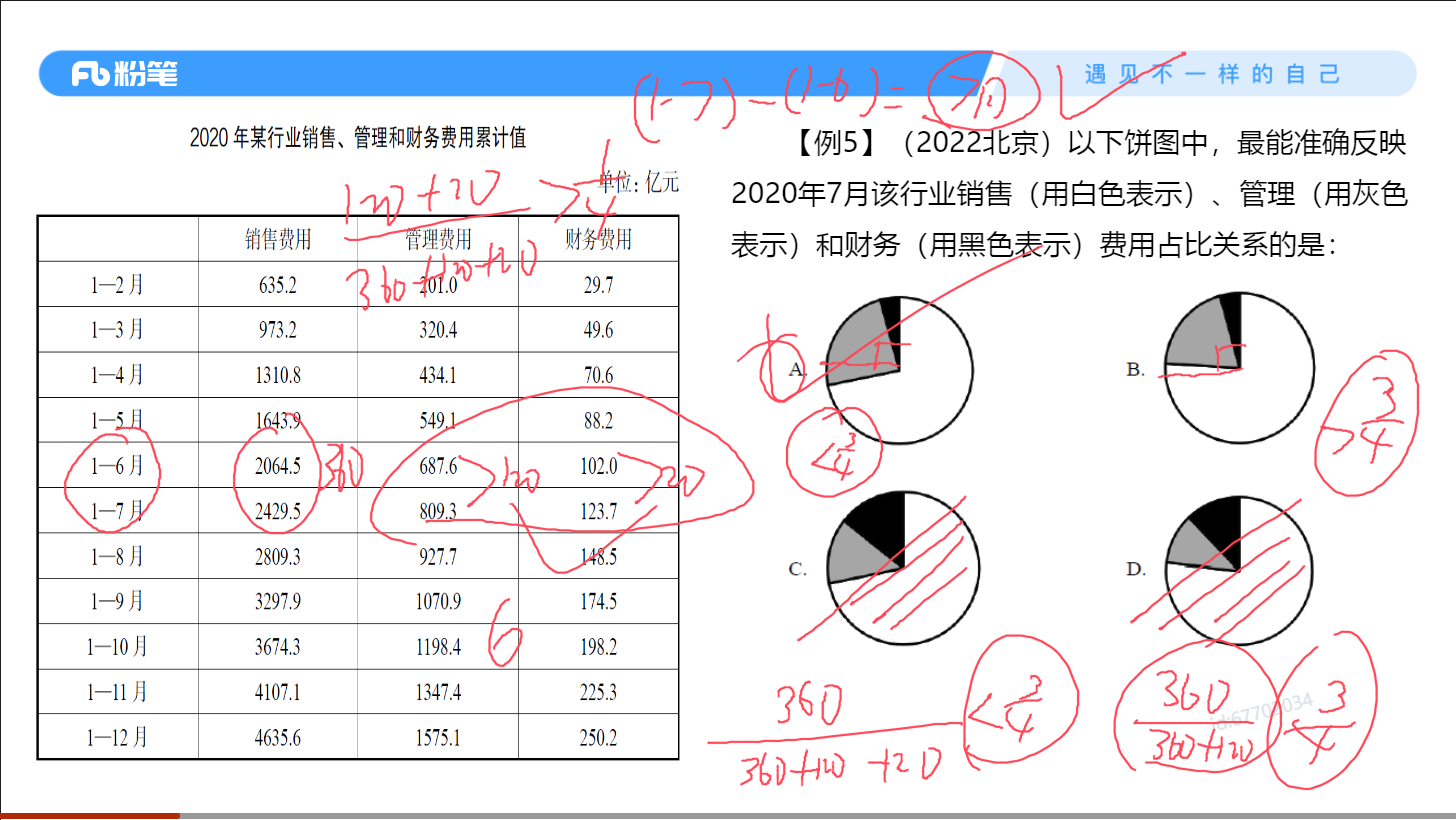 粉笔
遇见不一样的自己
(1-7)-(1-6)=>7月
2020年某行业销售、管理和财务费用累计值
单位：亿元
120+20
360+120+20
>1/4
销售费用 管理费用 财务费用
1—2月 635.2 201.0 29.7
1—3月 973.2 320.4 49.6
1—4月 1310.8 434.1 70.6
1—5月 1643.9 549.1 88.2
1—6月 2064.5 687.6 102.0
360 >120 >20
1—7月 2429.5 809.3 123.7
1—8月 2809.3 927.7 148.5
1—9月 3297.9 1070.9 174.5
1—10月 3674.3 1198.4 198.2
6
1—11月 4107.1 1347.4 225.3
1—12月 4635.6 1575.1 250.2
【例5】（2022北京）以下饼图中，最能准确反映
2020年7月该行业销售（用白色表示）、管理（用灰色
表示）和财务（用黑色表示）费用占比关系的是：
A.
<3/4
B.
>3/4
C.
D.
360
360+120+20
<3/4
360
360+120
<3/4
id:67702034